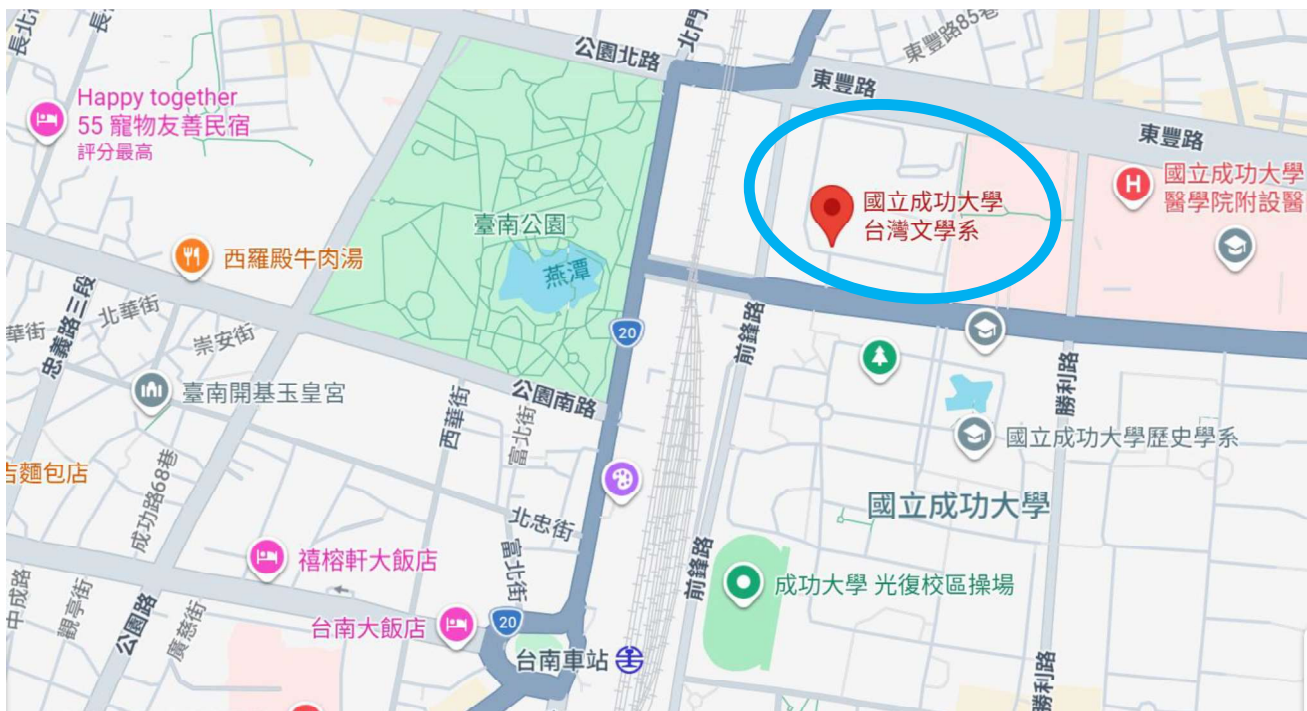 長北街
長
公園北路
北門
東豐路85巷
東豐路
Happy together
55 寵物友善民宿
評分最高
東豐路
國立成功大學
醫學院附設醫
H
國立成功大學
台灣文學系
臺南公園
燕潭
西羅殿牛肉湯
北華街
華街
忠義路三段
崇安街
20
前鋒路
勝利路
臺南開基玉皇宮
公園南路
西華街
富北街
國立成功大學歷史學系
吉麵包店
成功路68巷
國立成功大學
北忠街
禧榕軒大飯店
富北街
前鋒路
成功大學 光復校區操場
中成路
觀亭街
公園路
廣慈街
台南大飯店
20
台南車站
勝利路